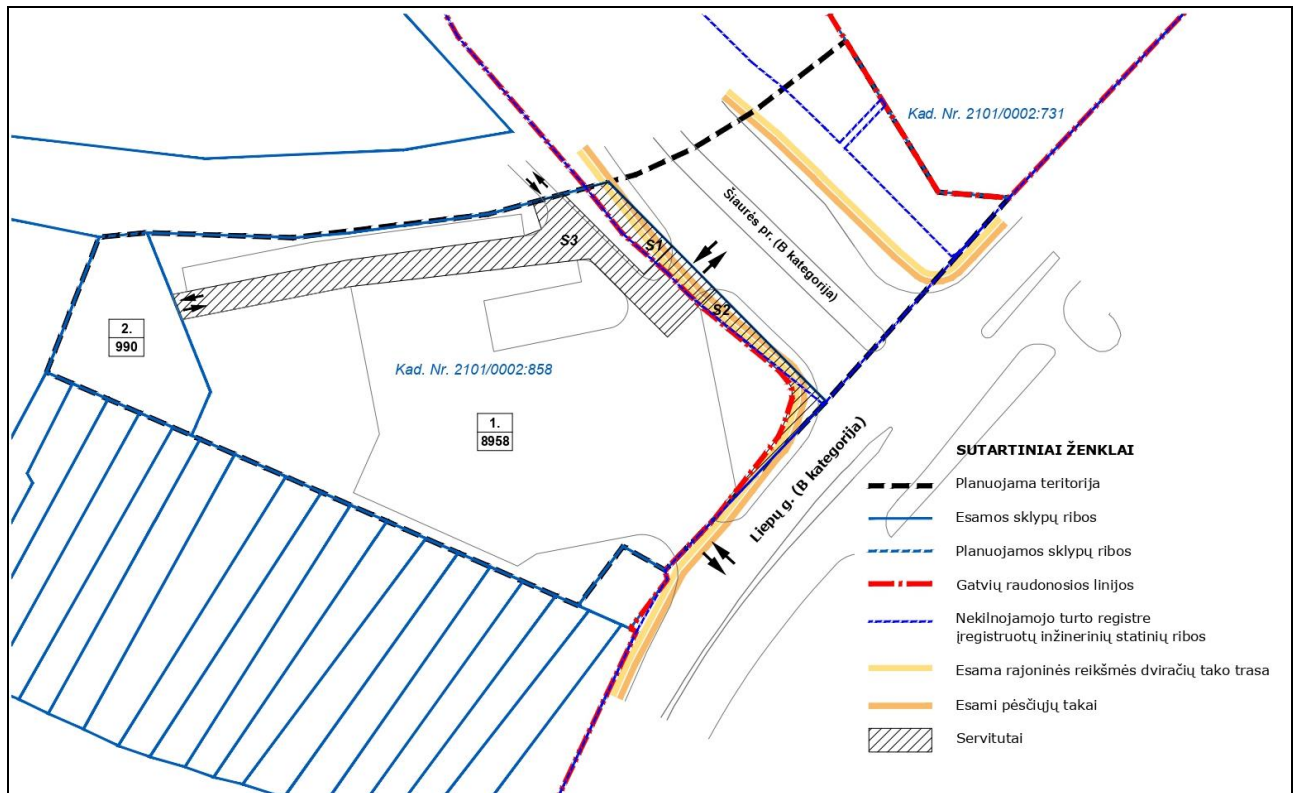 Kad. Nr. 2101/0002:731
Šiaurės pr. (B kategorija)
S3
S1
S2
2.
990
Kad. Nr. 2101/0002:858
1.
8958
Liepų g. (B kategorija)
SUTARTINIAI ŽENKLAI
Planuojama teritorija
Esamos sklypų ribos
Planuojamos sklypų ribos
Gatvių raudonosios linijos
Nekilnojamojo turto registre
įregistruotų inžinerinių statinių ribos
Esama rajoninės reikšmės dviračių tako trasa
Esami pėsčiųjų takai
Servitutai